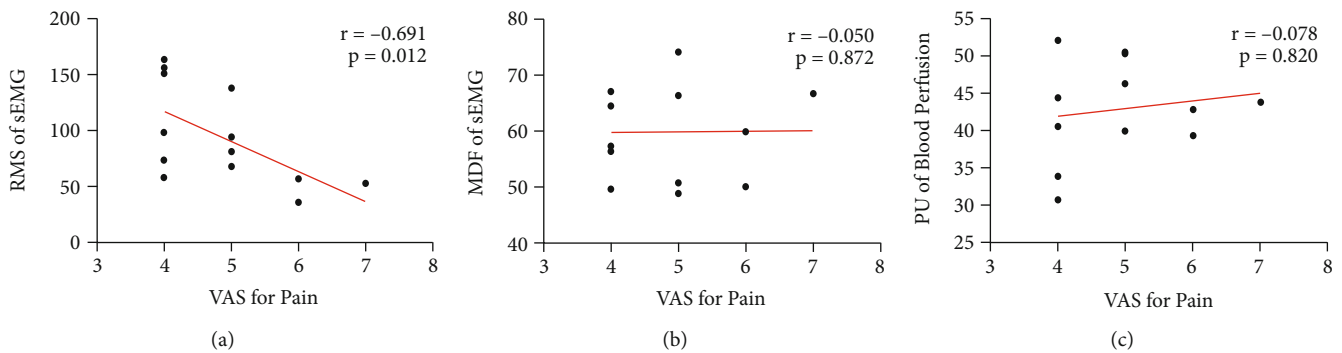 RMS of sEMG
200
150
100
50
0
r = –0.691
p = 0.012
3 4 5 6 7 8
VAS for Pain
(a)
MDF of sEMG
80
70
60
50
40
r = –0.050
p = 0.872
3 4 5 6 7 8
VAS for Pain
(b)
PU of Blood Perfusion
55
50
45
40
35
30
25
r = –0.078
p = 0.820
3 4 5 6 7 8
VAS for Pain
(c)